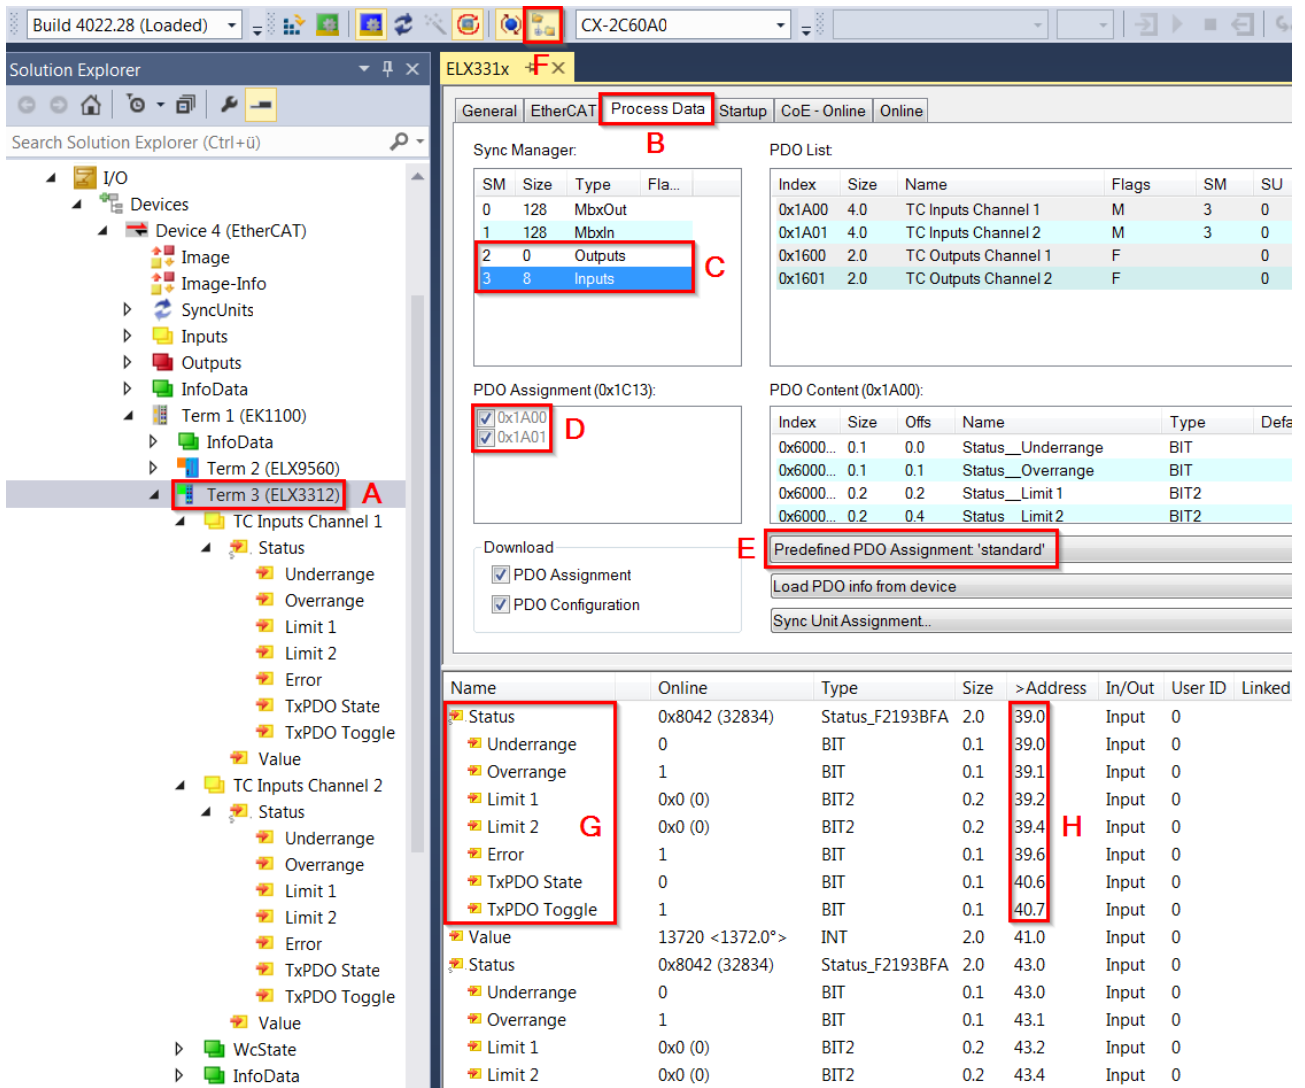 Build 4022.28 (Loaded)
CX-2C60A0
F
Solution Explorer
Search Solution Explorer (Ctrl+ü)
I/O
Devices
Device 4 (EtherCAT)
Image
Image-Info
SyncUnits
Inputs
Outputs
InfoData
Term 1 (EK1100)
InfoData
Term 2 (ELX9560)
Term 3 (ELX3312)
A
TC Inputs Channel 1
Status
Underrange
Overrange
Limit 1
Limit 2
Error
TxPDO State
TxPDO Toggle
Value
TC Inputs Channel 2
Status
Underrange
Overrange
Limit 1
Limit 2
Error
TxPDO State
TxPDO Toggle
Value
WcState
InfoData
ELX331x
General EtherCAT Process Data Startup CoE - Online Online
B
Sync Manager:
SM Size Type Fla...
0 128 MbxOut
1 128 MbxIn
2 0 Outputs
3 8 Inputs
C
PDO List:
Index Size Name Flags SM SU
0x1A00 4.0 TC Inputs Channel 1 M 3 0
0x1A01 4.0 TC Inputs Channel 2 M 3 0
0x1600 2.0 TC Outputs Channel 1 F 0
0x1601 2.0 TC Outputs Channel 2 F 0
PDO Assignment (0x1C13):
0x1A00
0x1A01
D
PDO Content (0x1A00):
Index Size Offs Name Type Defa
0x6000... 0.1 0.0 Status__Underrange BIT
0x6000... 0.1 0.1 Status__Overrange BIT
0x6000... 0.2 0.2 Status__Limit 1 BIT2
0x6000... 0.2 0.4 Status__Limit 2 BIT2
Download
PDO Assignment
PDO Configuration
E
Predefined PDO Assignment: 'standard'
Load PDO info from device
Sync Unit Assignment...
Name Online Type Size >Address In/Out User ID Linked
Status 0x8042 (32834) Status_F2193BFA 2.0 39.0 Input 0
Underrange 0 BIT 0.1 39.0 Input 0
Overrange 1 BIT 0.1 39.1 Input 0
Limit 1 0x0 (0) BIT2 0.2 39.2 Input 0
Limit 2 0x0 (0) BIT2 0.2 39.4 Input 0
G
H
Error 1 BIT 0.1 39.6 Input 0
TxPDO State 0 BIT 0.1 40.6 Input 0
TxPDO Toggle 1 BIT 0.1 40.7 Input 0
Value 13720 <1372.0°> INT 2.0 41.0 Input 0
Status 0x8042 (32834) Status_F2193BFA 2.0 43.0 Input 0
Underrange 0 BIT 0.1 43.0 Input 0
Overrange 1 BIT 0.1 43.1 Input 0
Limit 1 0x0 (0) BIT2 0.2 43.2 Input 0
Limit 2 0x0 (0) BIT2 0.2 43.4 Input 0